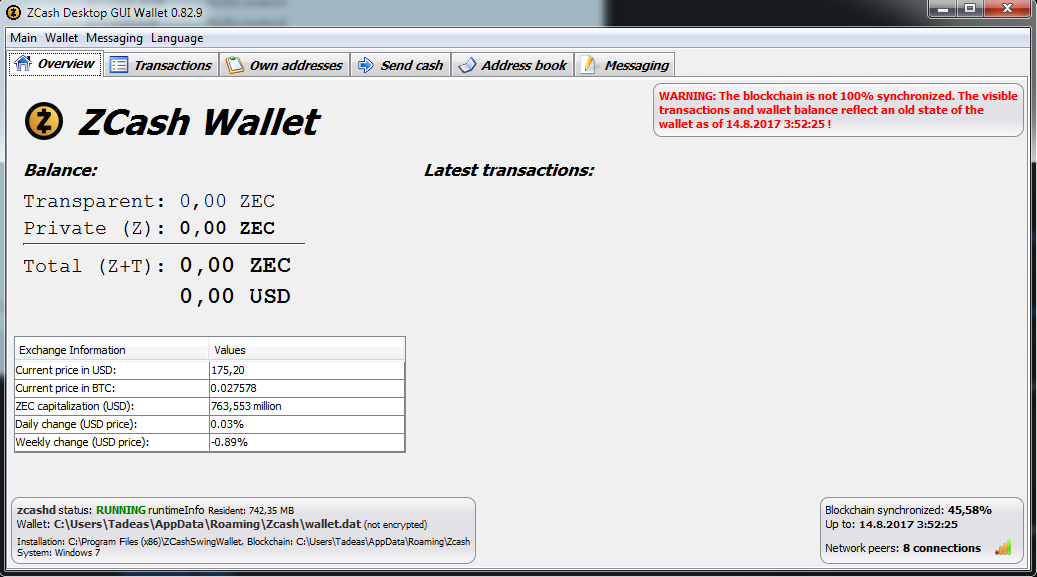 ZCash Desktop GUI Wallet 0.82.9
Main Wallet Messaging Language
Overview Transactions Own addresses Send cash Address book Messaging
ZCash Wallet
WARNING: The blockchain is not 100% synchronized. The visible
transactions and wallet balance reflect an old state of the
wallet as of 14.8.2017 3:52:25 !
Balance:
Latest transactions:
Transparent: 0,00 ZEC
Private (Z): 0,00 ZEC
Total (Z+T): 0,00 ZEC
0,00 USD
Exchange Information Values
Current price in USD: 175,20
Current price in BTC: 0.027578
ZEC capitalization (USD): 763,553 million
Daily change (USD price): 0.03%
Weekly change (USD price): -0.89%
zcashd status: RUNNING runtimeInfo Resident: 742,35 MB
Wallet: C:\Users\Tadeas\AppData\Roaming\Zcash\wallet.dat (not encrypted)
Installation: C:\Program Files (x86)\ZCashSwingWallet, Blockchain: C:\Users\Tadeas\AppData\Roaming\Zcash
System: Windows 7
Blockchain synchronized: 45,58%
Up to: 14.8.2017 3:52:25
Network peers: 8 connections